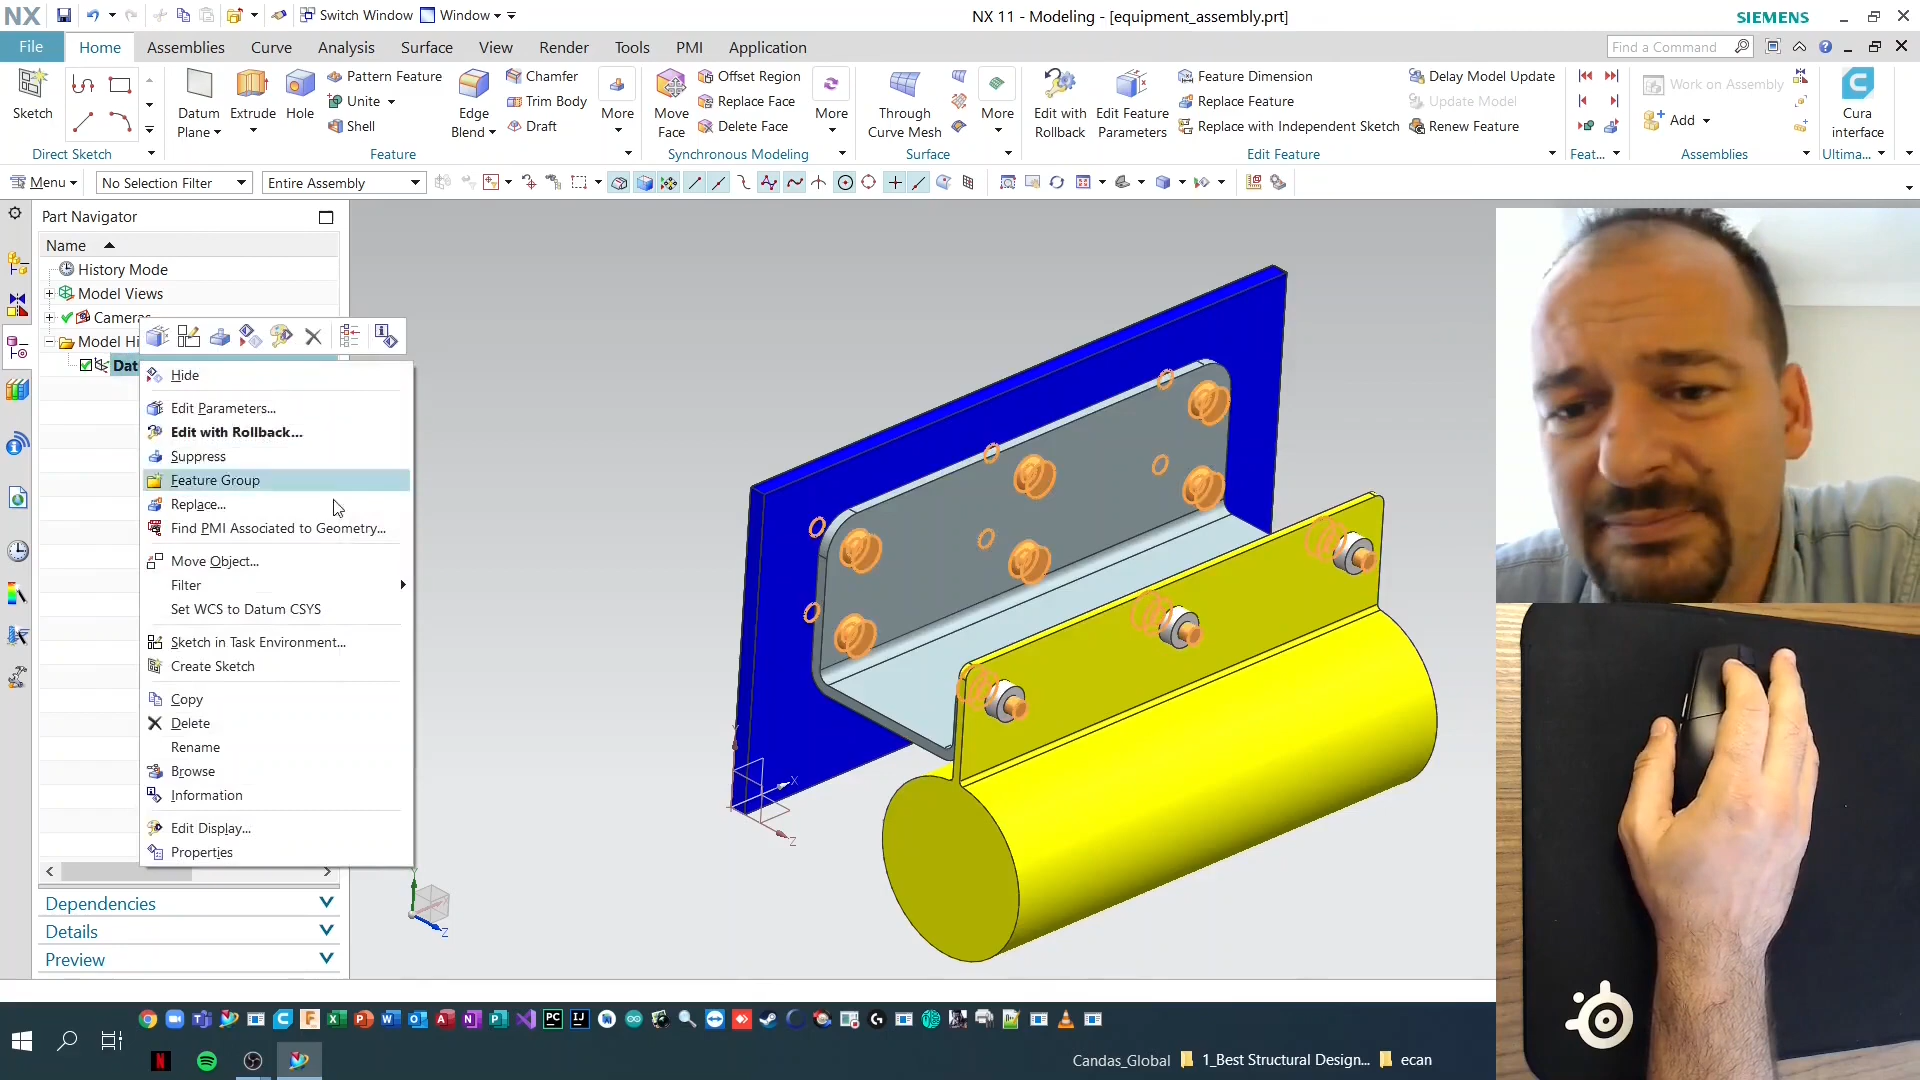 NX
Switch Window
Window
NX 11 - Modeling - [equipment_assembly.prt]
SIEMENS
File
Home
Assemblies
Curve
Analysis
Surface
View
Render
Tools
PMI
Application
Find a Command
Sketch
Direct Sketch
Datum
Plane
Extrude
Hole
Pattern Feature
Unite
Shell
Edge
Blend
Chamfer
Trim Body
Draft
More
Feature
Move
Face
Offset Region
Replace Face
Delete Face
More
Synchronous Modeling
Through
Curve Mesh
More
Surface
Edit with
Rollback
Edit Feature
Parameters
Feature Dimension
Replace Feature
Replace with Independent Sketch
Delay Model Update
Update Model
Renew Feature
Edit Feature
Feat...
Work on Assembly
Add
Assemblies
Cura
interface
Ultima...
Menu
No Selection Filter
Entire Assembly
Part Navigator
Name
History Mode
Model Views
Cameras
Model Hi
Dat
Hide
Edit Parameters...
Edit with Rollback...
Suppress
Feature Group
Replace...
Find PMI Associated to Geometry...
Move Object...
Filter
Set WCS to Datum CSYS
Sketch in Task Environment...
Create Sketch
Copy
Delete
Rename
Browse
Information
Edit Display...
Properties
Dependencies
Details
Preview
X
Z
Z
PC
IJ
Candas_Global
1_Best Structural Design...
ecan